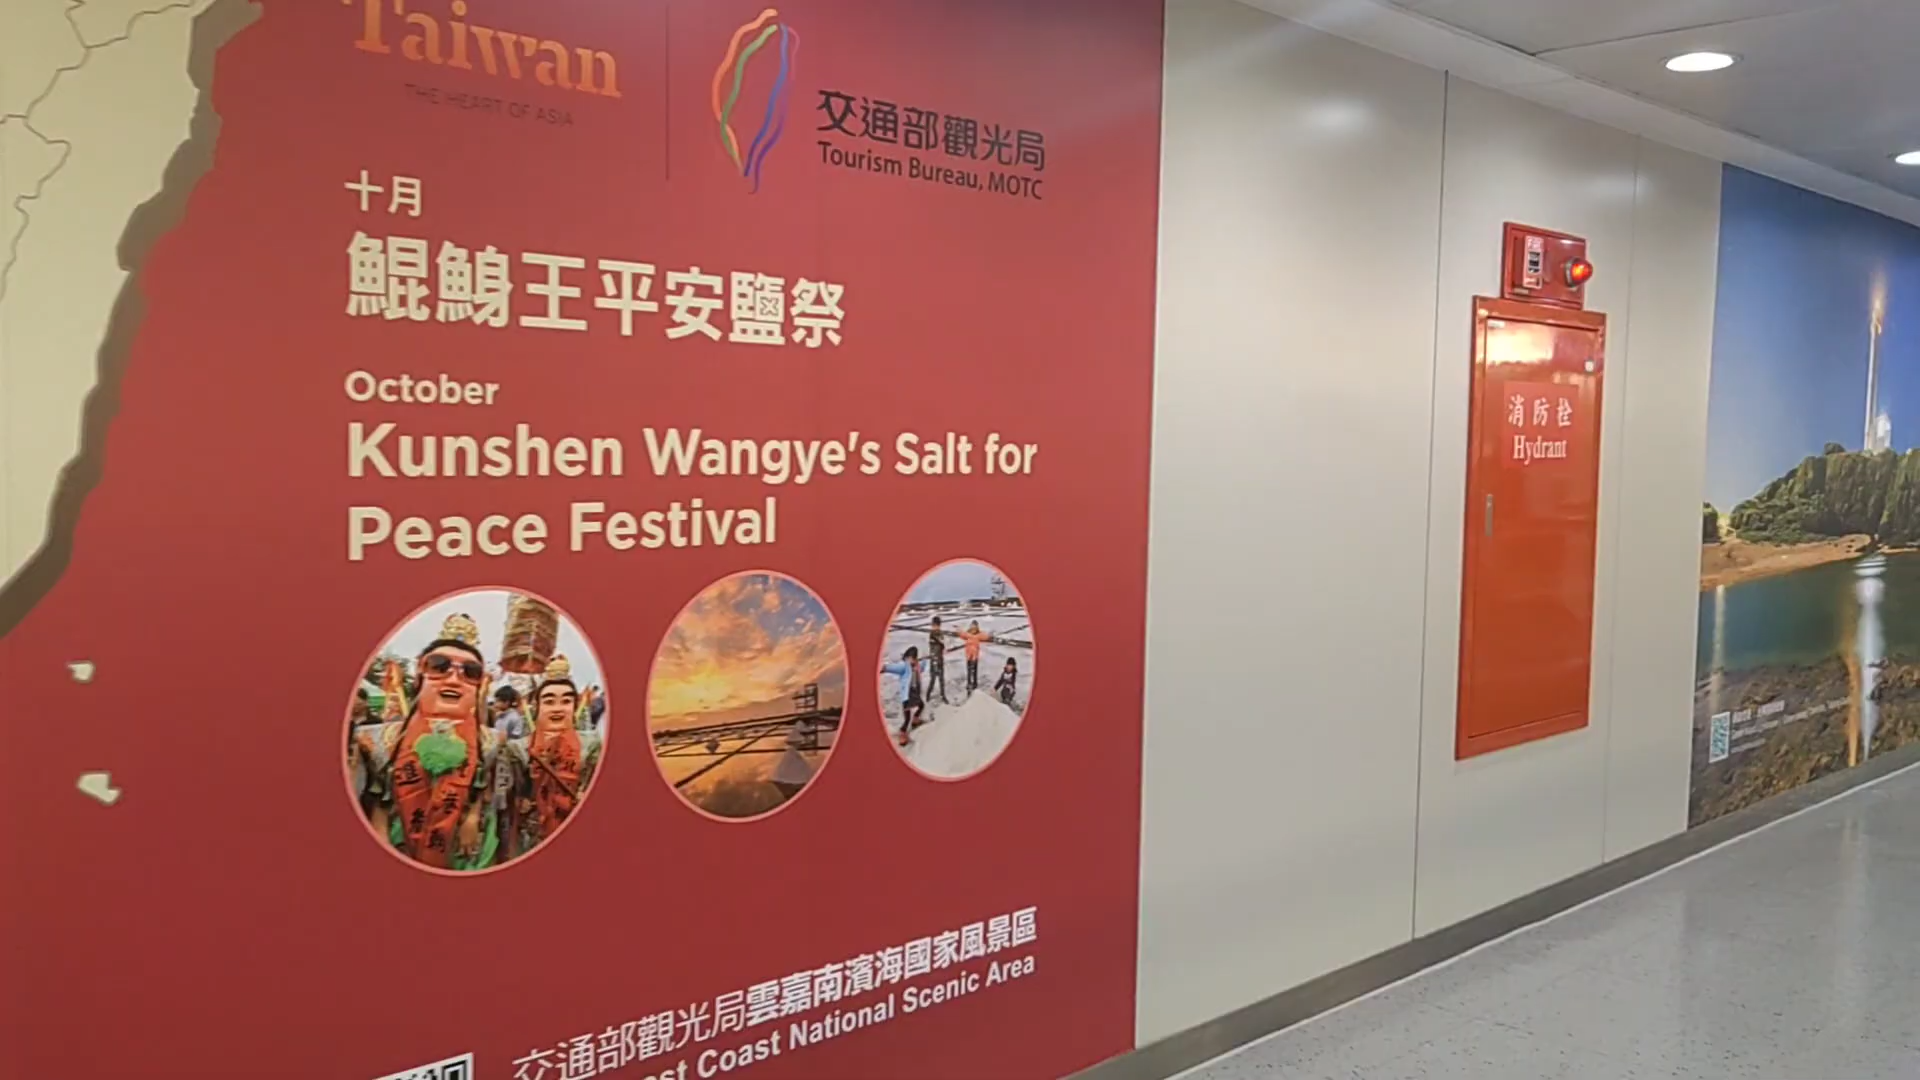 Taiwan
THE HEART OF ASIA
交通部觀光局
Tourism Bureau, MOTC
十月
鯤鯓王平安鹽祭
October
Kunshen Wangye's Salt for
Peace Festival
交通部觀光局雲嘉南濱海國家風景區
Coast National Scenic Area
消防栓
Hydrant